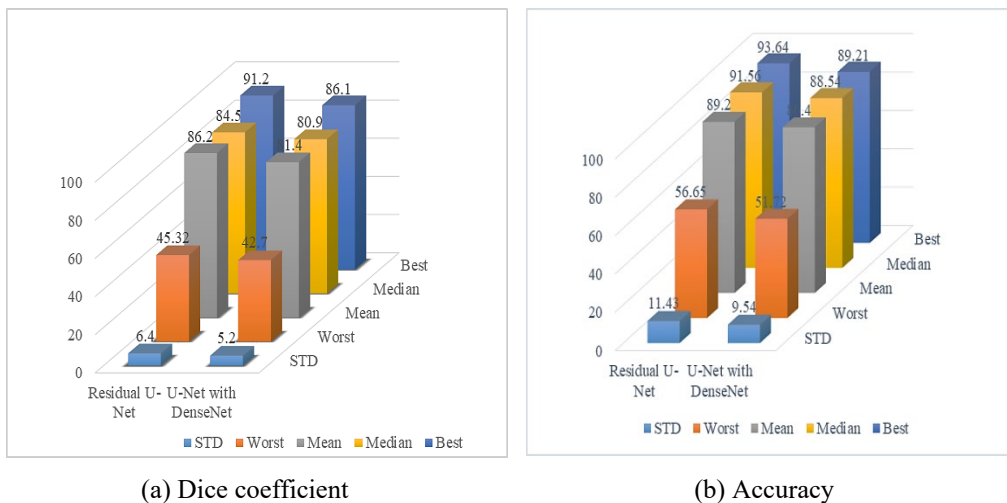 91.2
86.1
84.5
80.9
86.2
45.32
42.7
6.4
5.2
100
80
60
40
20
0
Best
Median
Mean
Worst
STD
Residual U-
Net
U-Net with
DenseNet
STD Worst Mean Median Best
(a) Dice coefficient
93.64
89.21
91.56
88.54
89.2
56.65
51.72
11.43
9.54
100
80
60
40
20
0
Best
Median
Mean
Worst
STD
Residual U-
Net
U-Net with
DenseNet
STD Worst Mean Median Best
(b) Accuracy